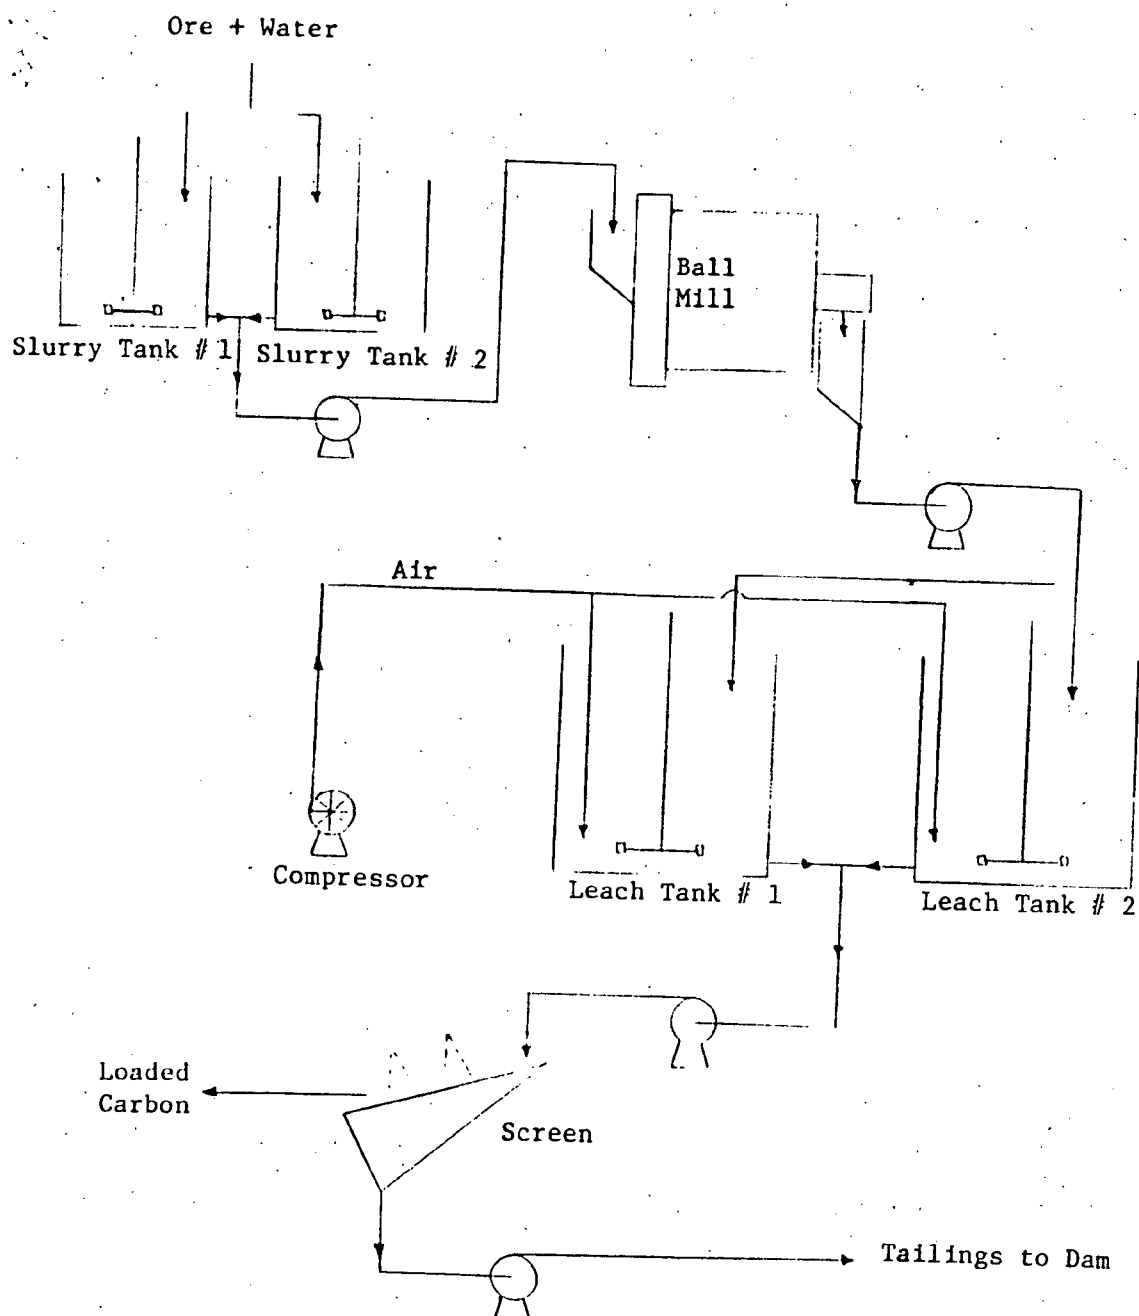 Ore + Water
Ball
Mill
Slurry Tank # 1
Slurry Tank # 2
Air
Compressor
Leach Tank # 1
Leach Tank # 2
Loaded
Carbon
Screen
Tailings to Dam